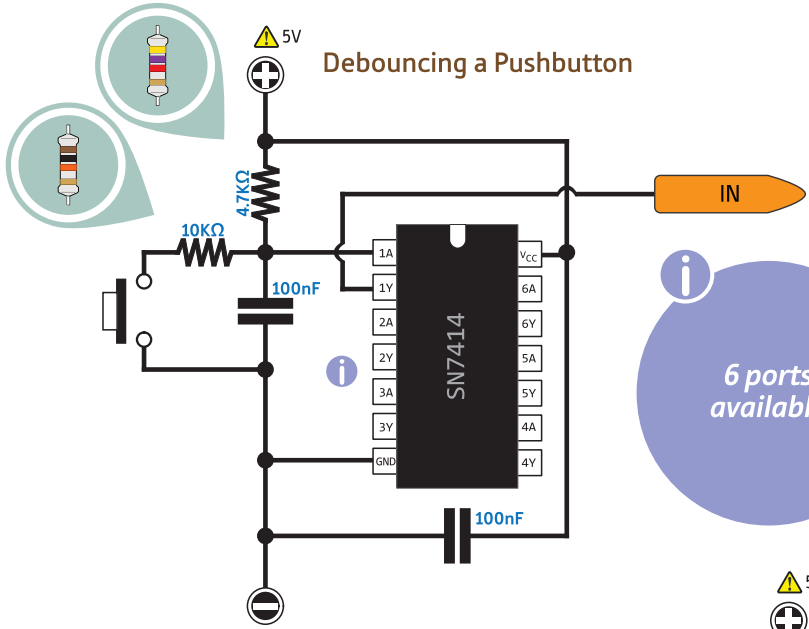 5V
Debouncing a Pushbutton
4.7KΩ
IN
10KΩ
100nF
1A
1Y
2A
2Y
3A
3Y
GND
SN7414
VCC
6A
6Y
5A
5Y
4A
4Y
i
i
6 ports
availabl
100nF
5